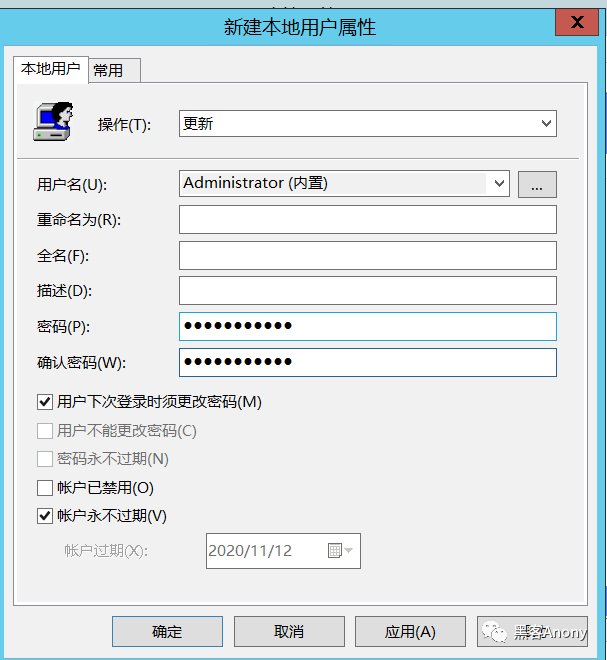 新建本地用户属性
本地用户 常用
操作(T): 更新
用户名(U): Administrator (内置) ...
重命名为(R):
全名(F):
描述(D):
密码(P): ●●●●●●●●●●●
确认密码(W): ●●●●●●●●●●●
用户下次登录时须更改密码(M)
用户不能更改密码(C)
密码永不过期(N)
帐户已禁用(O)
帐户永不过期(V)
帐户过期(X): 2020/11/12
确定 取消 应用(A) 黑客Anony